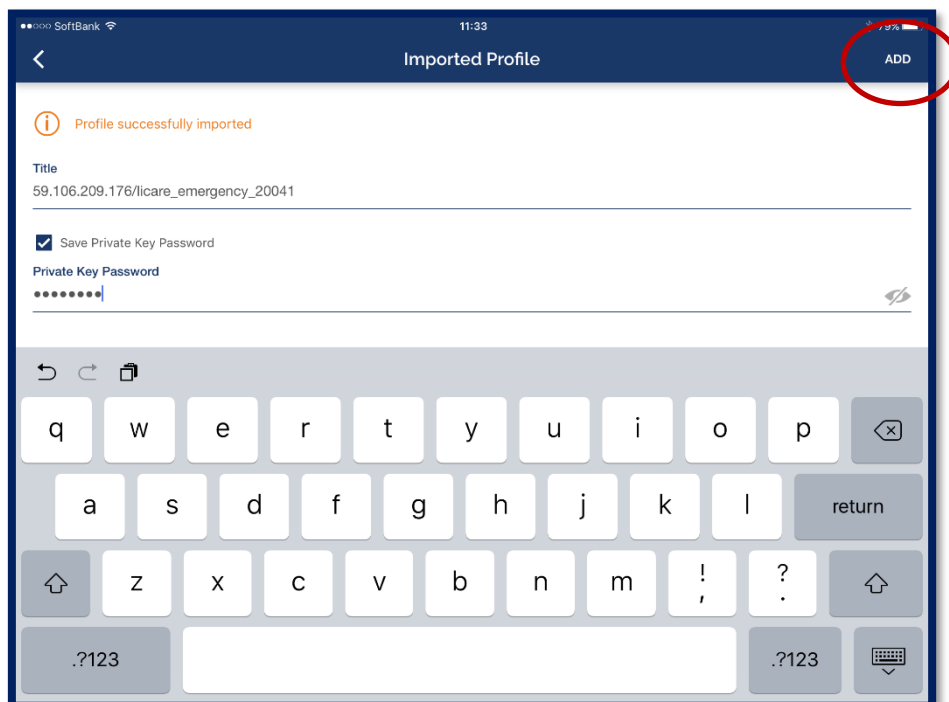 SoftBank 11:33 79%
Imported Profile ADD
Profile successfully imported
Title
59.106.209.176/licare_emergency_20041
Save Private Key Password
Private Key Password
••••••••
q w e r t y u i o p
a s d f g h j k l return
z x c v b n m ! , ? .
.?123 .?123